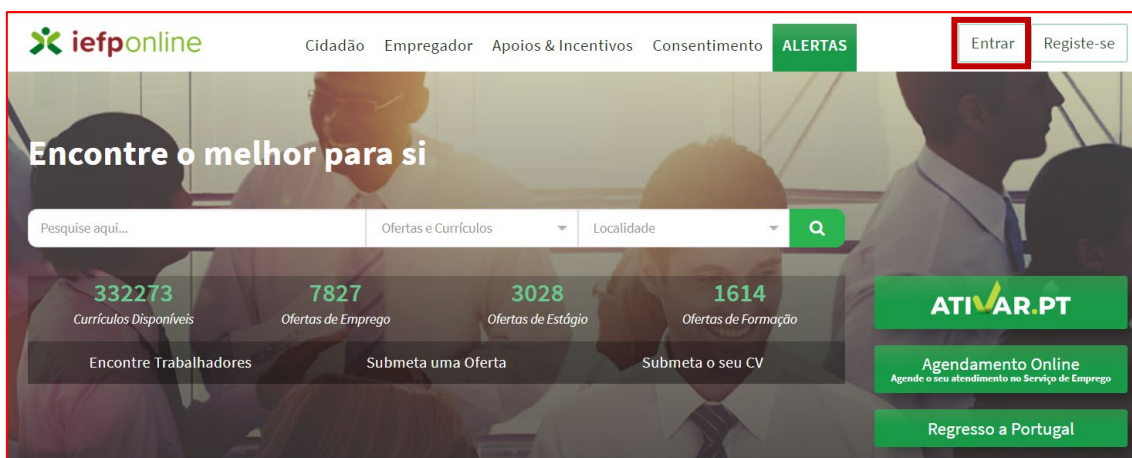 iefponline
Cidadão Empregador Apoios & Incentivos Consentimento ALERTAS
Entrar Registe-se
Encontre o melhor para si
Pesquise aqui... Ofertas e Currículos Localidade
332273 7827 3028 1614
Currículos Disponíveis Ofertas de Emprego Ofertas de Estágio Ofertas de Formação
Encontre Trabalhadores Submeta uma Oferta Submeta o seu CV
ATIVAR.PT
Agendamento Online
Agende o seu atendimento no Serviço de Emprego
Regresso a Portugal